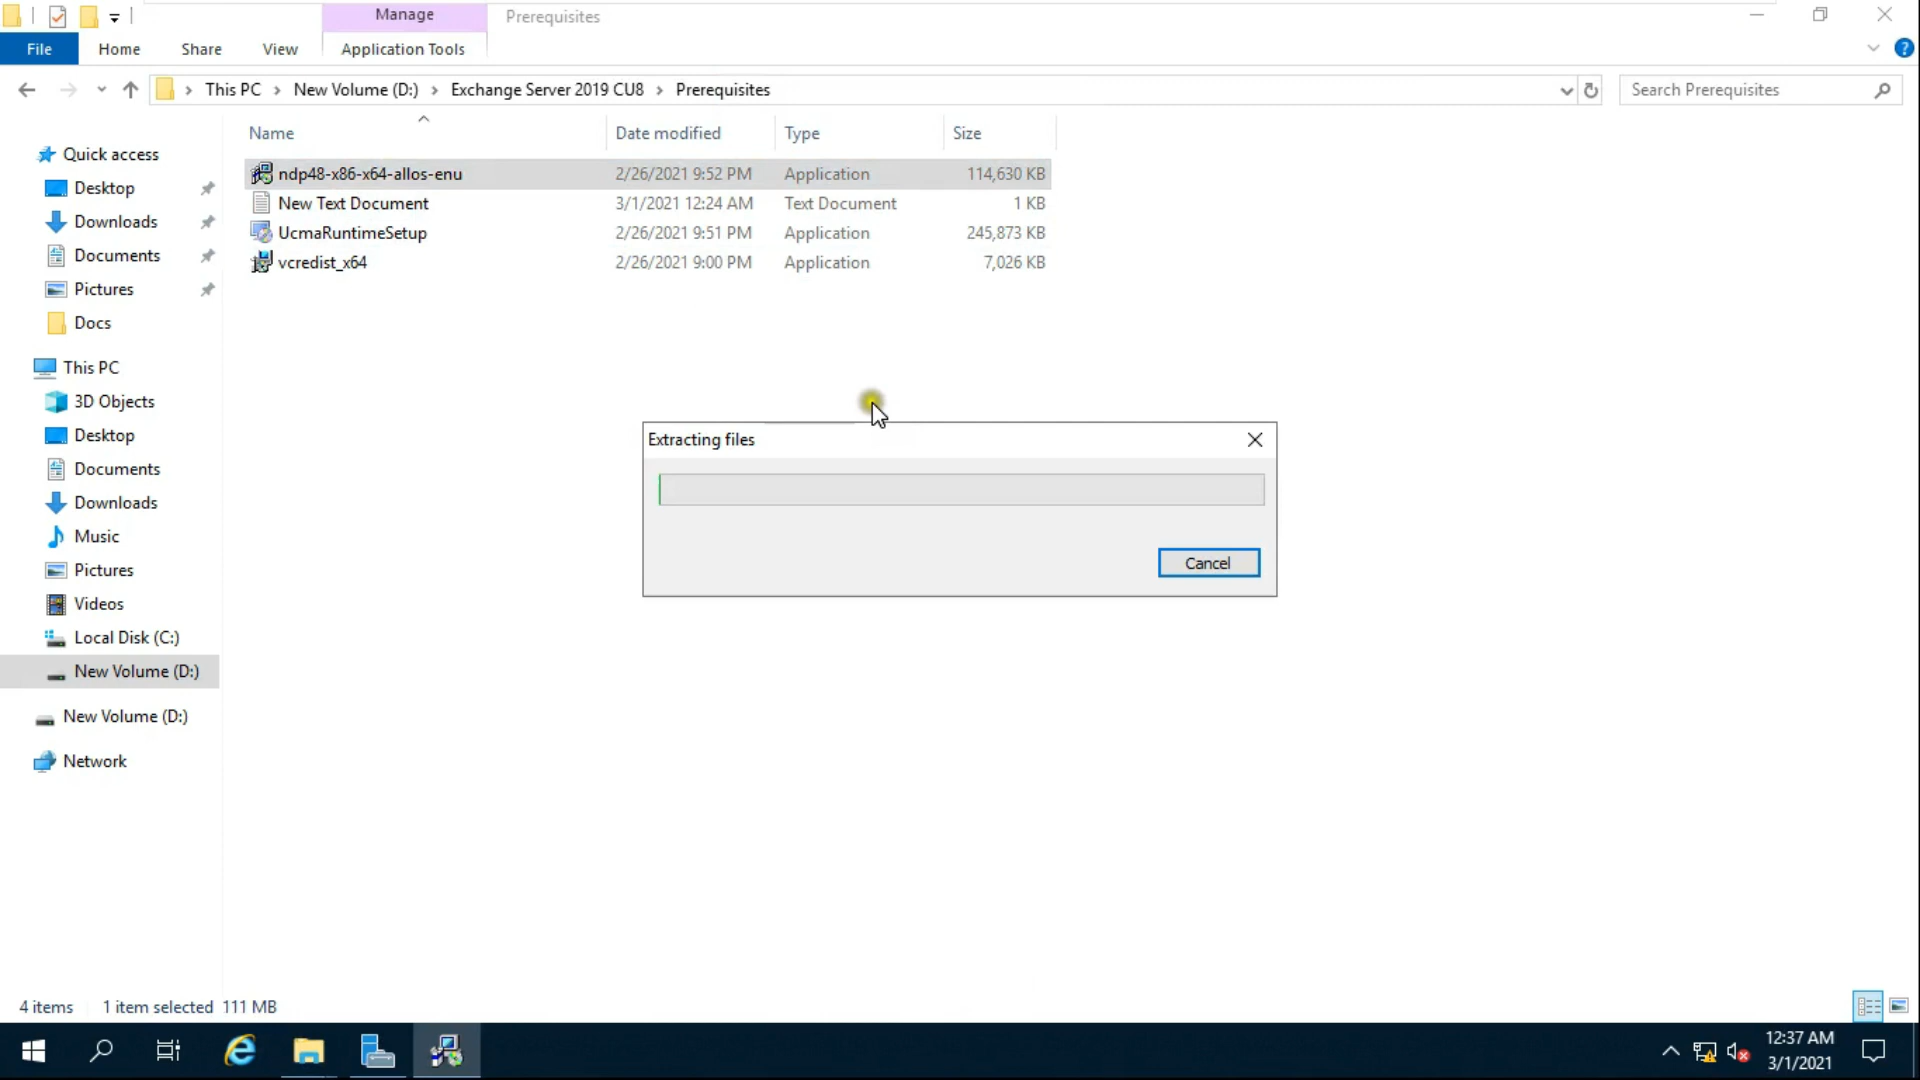 Manage
Prerequisites
File
Home
Share
View
Application Tools
This PC
New Volume (D:)
Exchange Server 2019 CU8
Prerequisites
Search Prerequisites
Name
Date modified
Type
Size
ndp48-x86-x64-allos-enu 2/26/2021 9:52 PM Application 114,630 KB
New Text Document 3/1/2021 12:24 AM Text Document 1 KB
UcmaRuntimeSetup 2/26/2021 9:51 PM Application 245,873 KB
vcredist_x64 2/26/2021 9:00 PM Application 7,026 KB
Quick access
Desktop
Downloads
Documents
Pictures
Docs
This PC
3D Objects
Desktop
Documents
Downloads
Music
Pictures
Videos
Local Disk (C:)
New Volume (D:)
New Volume (D:)
Network
Extracting files
Cancel
4 items
1 item selected 111 MB
12:37 AM
3/1/2021